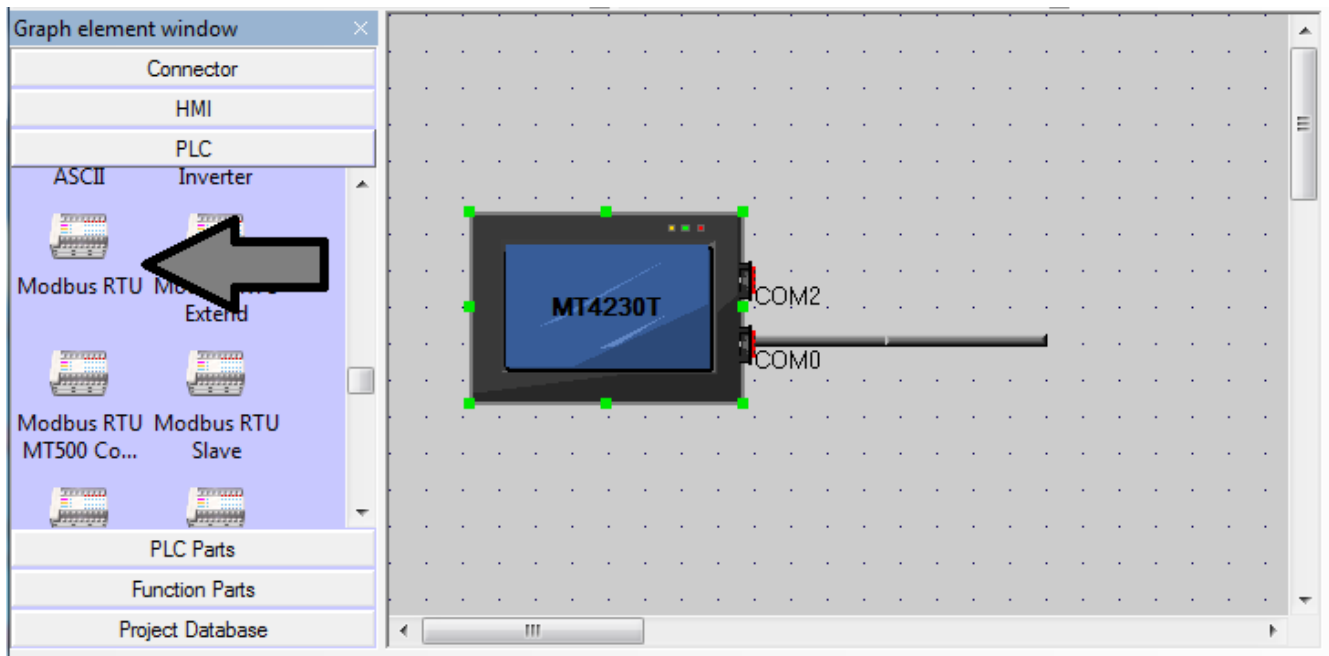 Graph element window
Connector
HMI
PLC
ASCII Inverter
Modbus RTU
Extend
Modbus RTU Modbus RTU
MT500 Co... Slave
PLC Parts
Function Parts
Project Database
MT4230T
COM2
COM0